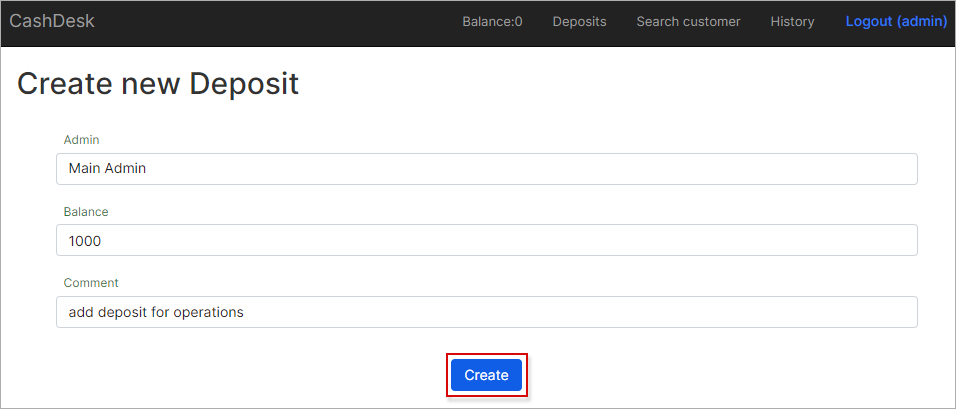 CashDesk Balance:0 Deposits Search customer History Logout (admin)
Create new Deposit
Admin
Main Admin
Balance
1000
Comment
add deposit for operations
Create